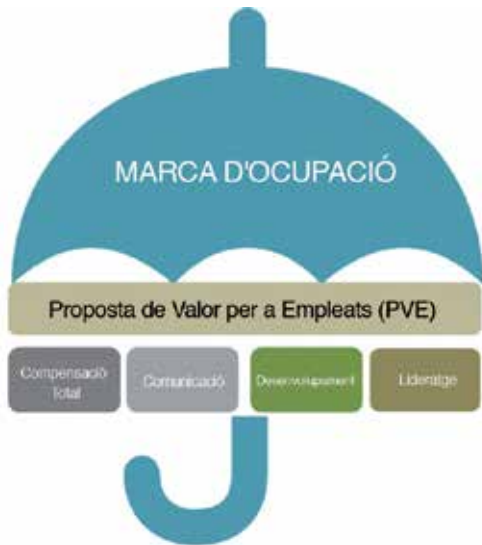 MARCA D'OCUPACIÓ
Proposta de Valor per a Empleats (PVE)
Compensació
Total
Comunicació
Desenvolupament
Lideratge